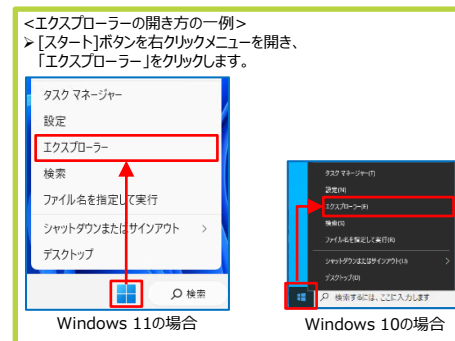 <エクスプローラーの開き方の一例>
➢ [スタート]ボタンを右クリックメニューを開き、
「エクスプローラー」をクリックします。
タスク マネージャー
設定
エクスプローラー
検索
ファイル名を指定して実行
シャットダウンまたはサインアウト >
デスクトップ
検索
Windows 11の場合
タスク マネージャー(T)
設定(N)
エクスプローラー(E)
検索(S)
ファイル名を指定して実行(R)
シャットダウンまたはサインアウト(U) >
デスクトップ(D)
検索するには、ここに入力します
Windows 10の場合